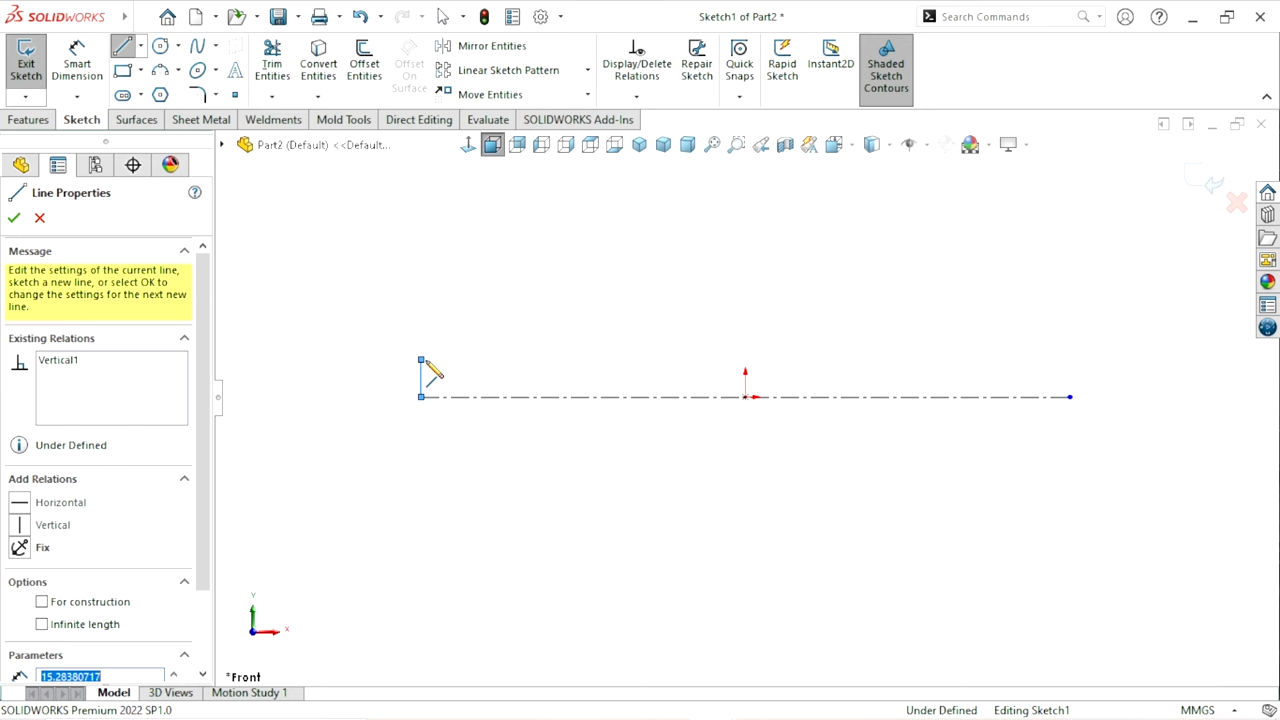 SOLIDWORKS
Sketch1 of Part2 *
Search Commands
Exit Sketch
Smart Dimension
Trim Entities
Convert Entities
Offset Entities
Offset On Surface
Mirror Entities
Linear Sketch Pattern
Move Entities
Display/Delete Relations
Repair Sketch
Quick Snaps
Rapid Sketch
Instant2D
Shaded Sketch Contours
Features
Sketch
Surfaces
Sheet Metal
Weldments
Mold Tools
Direct Editing
Evaluate
SOLIDWORKS Add-Ins
Part2 (Default) <<Default...
Line Properties
Message
Edit the settings of the current line,
sketch a new line, or select OK to
change the settings for the next new
line.
Existing Relations
Vertical1
Under Defined
Add Relations
Horizontal
Vertical
Fix
Options
For construction
Infinite length
Parameters
15.28380717
Y
X
*Front
Model
3D Views
Motion Study 1
SOLIDWORKS Premium 2022 SP1.0
Under Defined
Editing Sketch1
MMGS